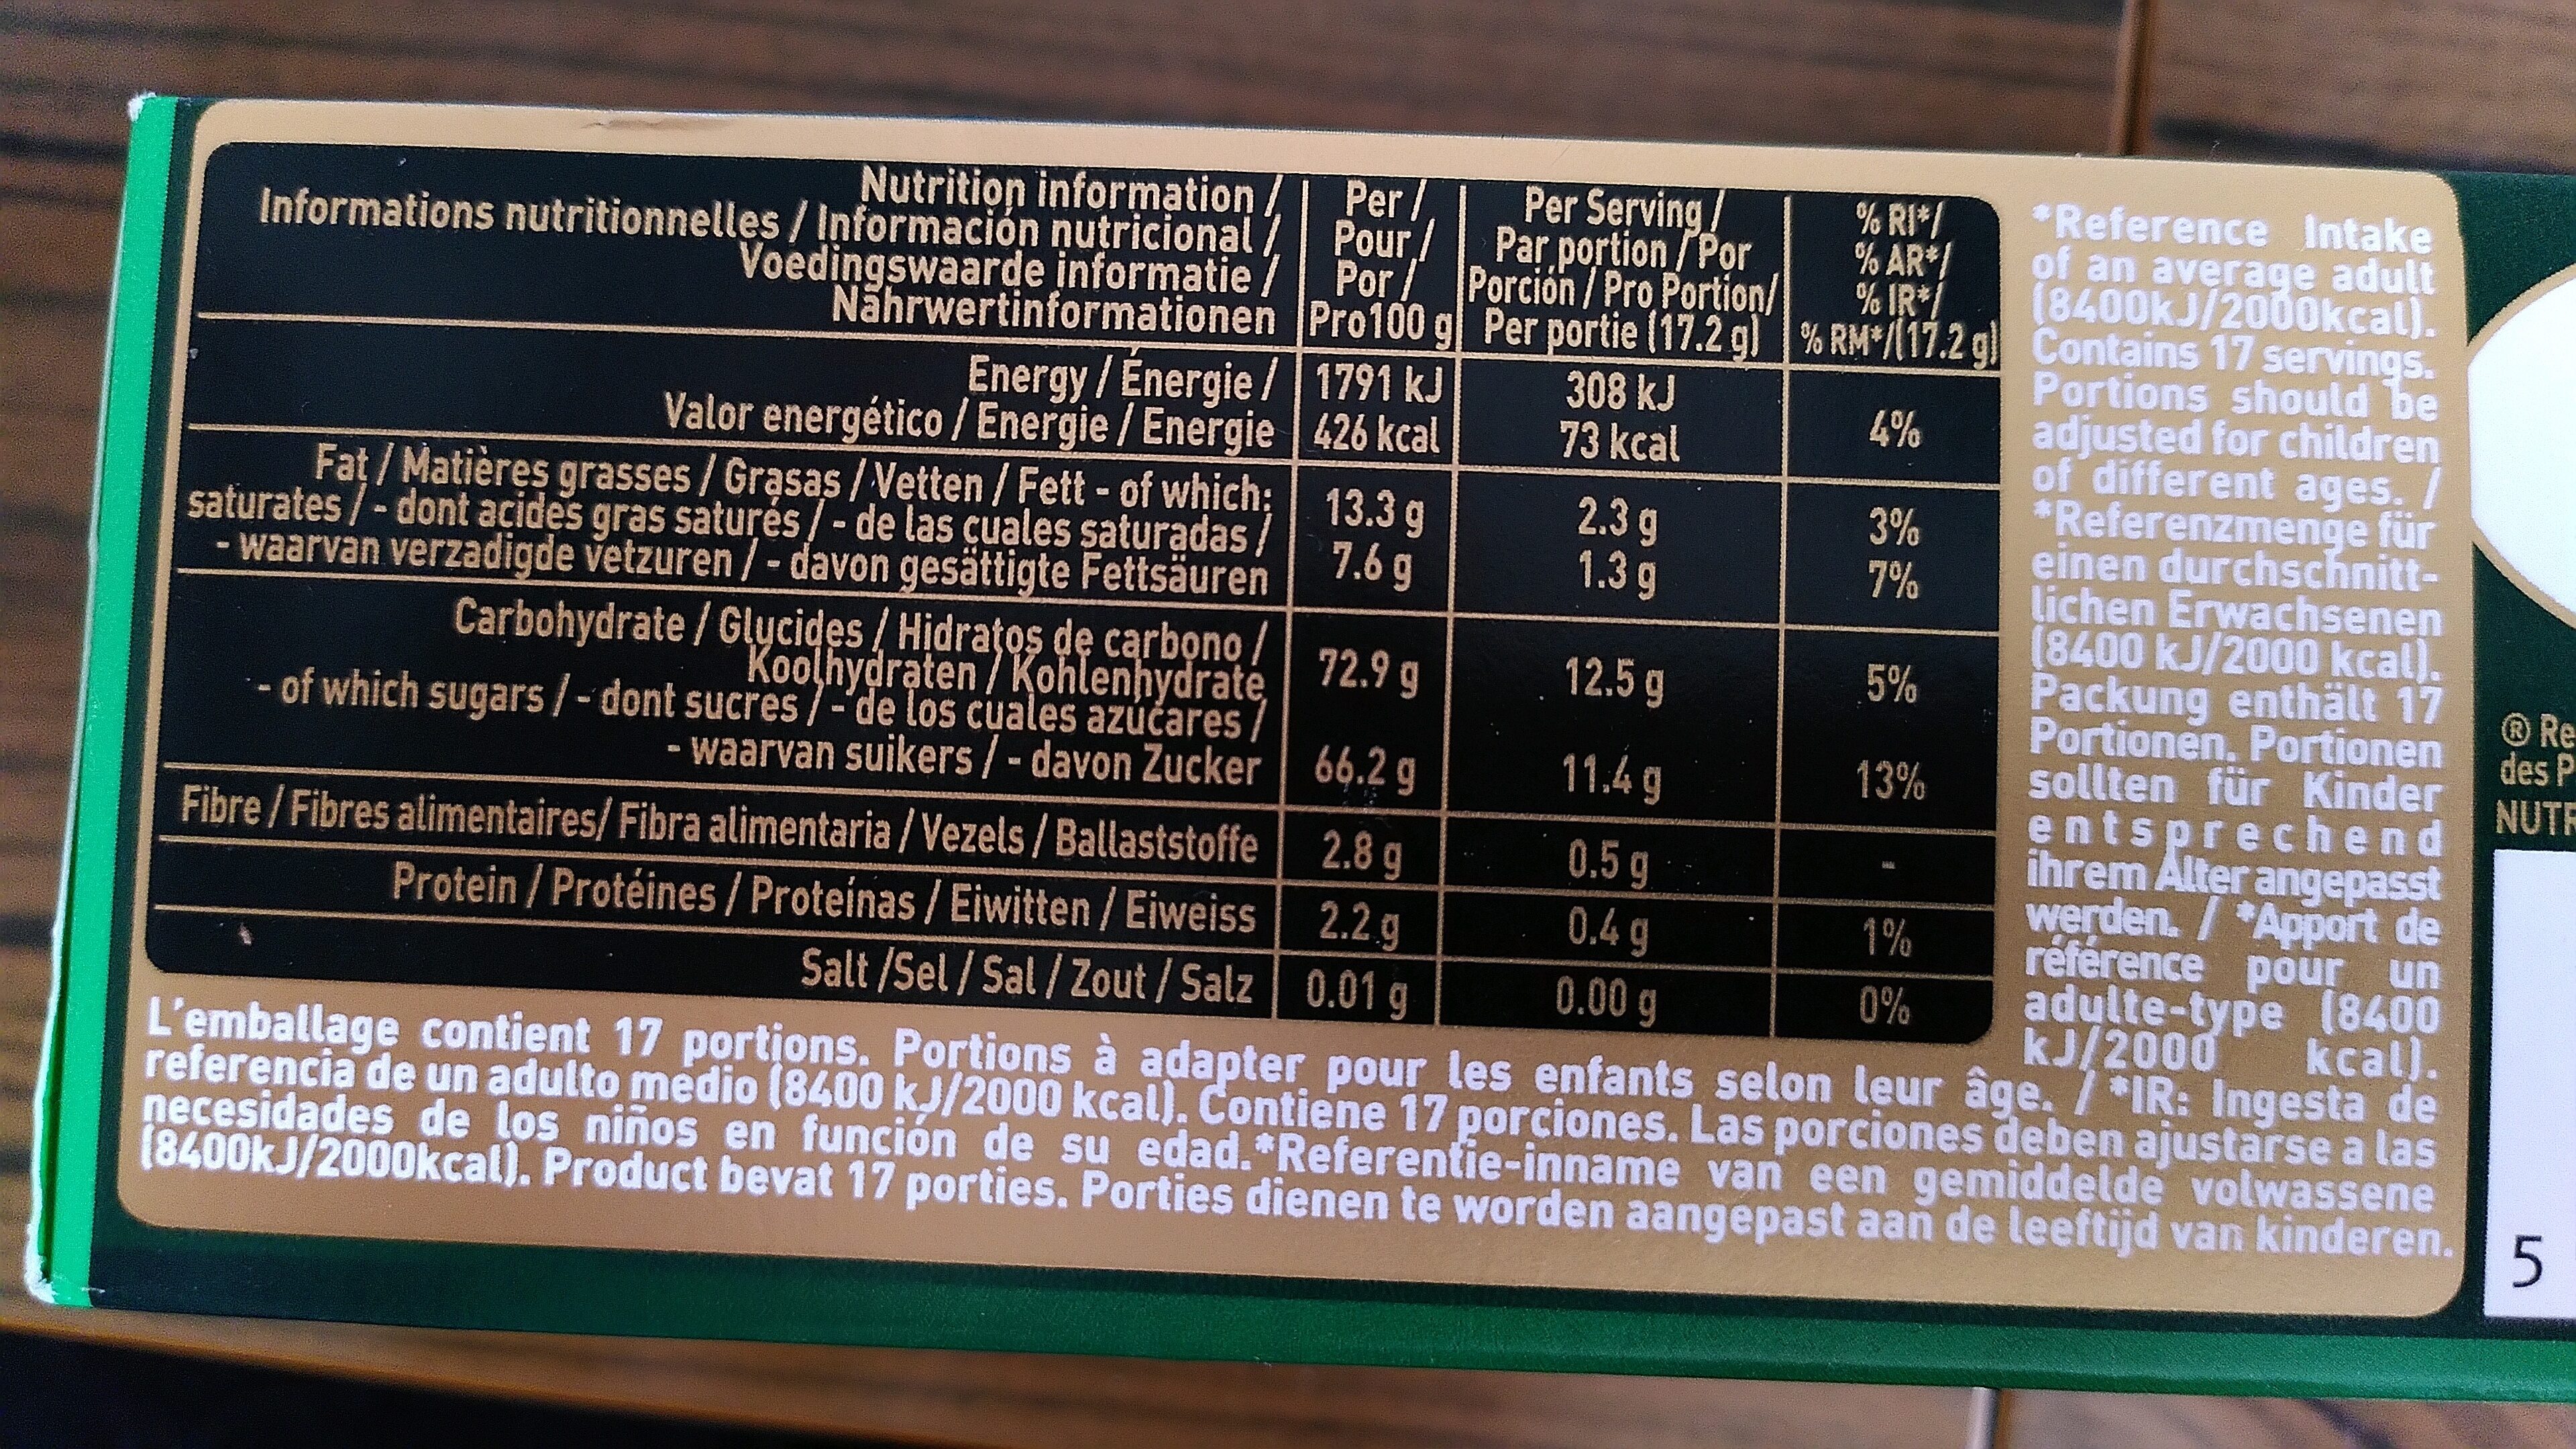 Nutrition information /
Informations nutritionnelles / Información nutricional /
Voedingswaarde informatie /
Nährwertinformationen
Per /
Pour /
Por /
Pro100 g
Per Serving /
Par portion / Por
Porción / Pro Portion/
Per portie (17.2 g)
% RI*/
% AR*/
% IR*/
% RM*/(17.2 g)
Energy / Énergie / 1791 kJ 308 kJ
Valor energético / Energie / Energie 426 kcal 73 kcal 4%
Fat / Matières grasses / Grasas / Vetten / Fett - of which: 13.3 g 2.3 g 3%
saturates / - dont acides gras saturés / - de las cuales saturadas /
- waarvan verzadigde vetzuren / - davon gesättigte Fettsäuren 7.6 g 1.3 g 7%
Carbohydrate / Glucides / Hidratos de carbono /
Koolhydraten / Kohlenhydrate 72.9 g 12.5 g 5%
- of which sugars / - dont sucres / - de los cuales azúcares /
- waarvan suikers / - davon Zucker 66.2 g 11.4 g 13%
Fibre / Fibres alimentaires/ Fibra alimentaria / Vezels / Ballaststoffe 2.8 g 0.5 g -
Protein / Protéines / Proteínas / Eiwitten / Eiweiss 2.2 g 0.4 g 1%
Salt /Sel / Sal / Zout / Salz 0.01 g 0.00 g 0%
*Reference Intake
of an average adult
(8400kJ/2000kcal).
Contains 17 servings.
Portions should be
adjusted for children
of different ages. /
*Referenzmenge für
einen durchschnitt-
lichen Erwachsenen
(8400 kJ/2000 kcal).
Packung enthält 17
Portionen. Portionen
sollten für Kinder
entsprechend
ihrem Alter angepasst
werden. / *Apport de
référence pour un
adulte-type (8400
kJ/2000 kcal).
L'emballage contient 17 portions. Portions à adapter pour les enfants selon leur âge. / *IR: Ingesta de
referencia de un adulto medio (8400 kJ/2000 kcal). Contiene 17 porciones. Las porciones deben ajustarse a las
necesidades de los niños en función de su edad.*Referentie-inname van een gemiddelde volwassene
(8400kJ/2000kcal). Product bevat 17 porties. Porties dienen te worden aangepast aan de leeftijd van kinderen.
® Re
des P
NUTR
5